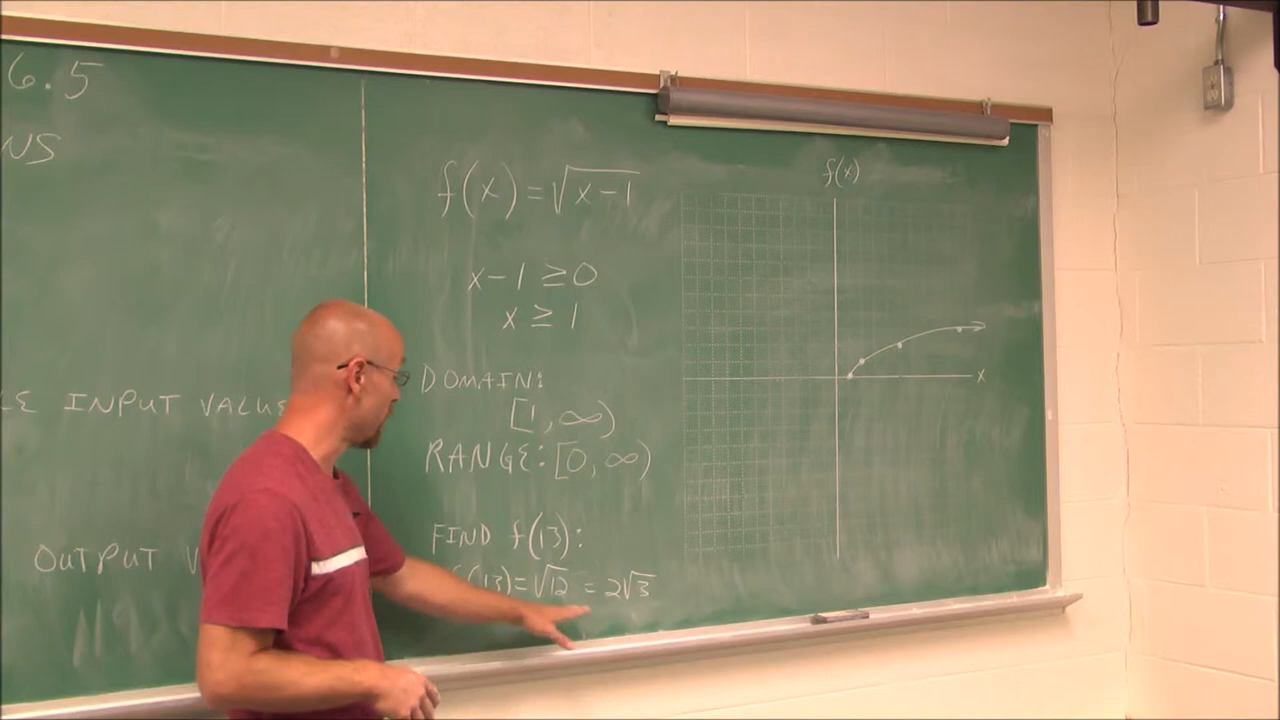 6.5
NS
f(x) = √x-1
x-1 ≥ 0
x ≥ 1
DOMAIN:
[1, ∞)
RANGE: [0, ∞)
FIND f(13):
f(13) = √12 = 2√3
LE INPUT VALUE
OUTPUT V
f(x)
x